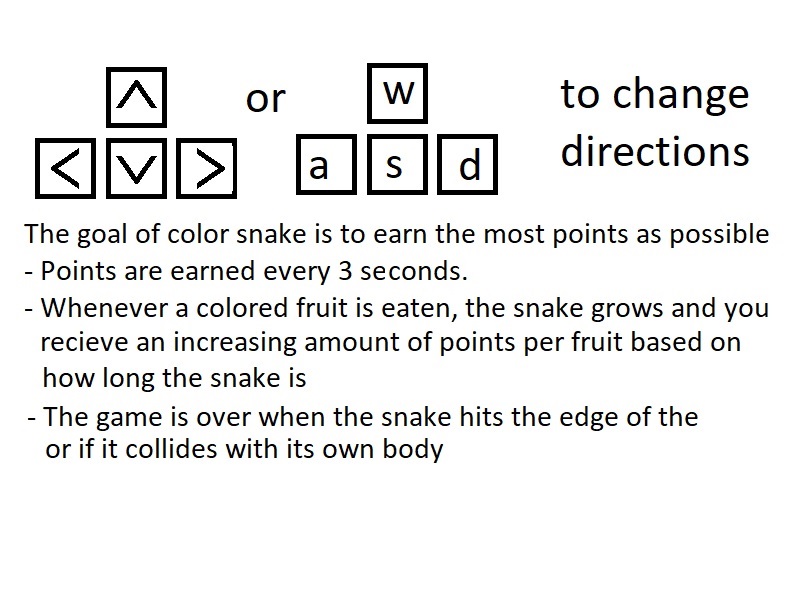 ^ or w to change
< v > a s d directions
The goal of color snake is to earn the most points as possible
- Points are earned every 3 seconds.
- Whenever a colored fruit is eaten, the snake grows and you
recieve an increasing amount of points per fruit based on
how long the snake is
- The game is over when the snake hits the edge of the
or if it collides with its own body